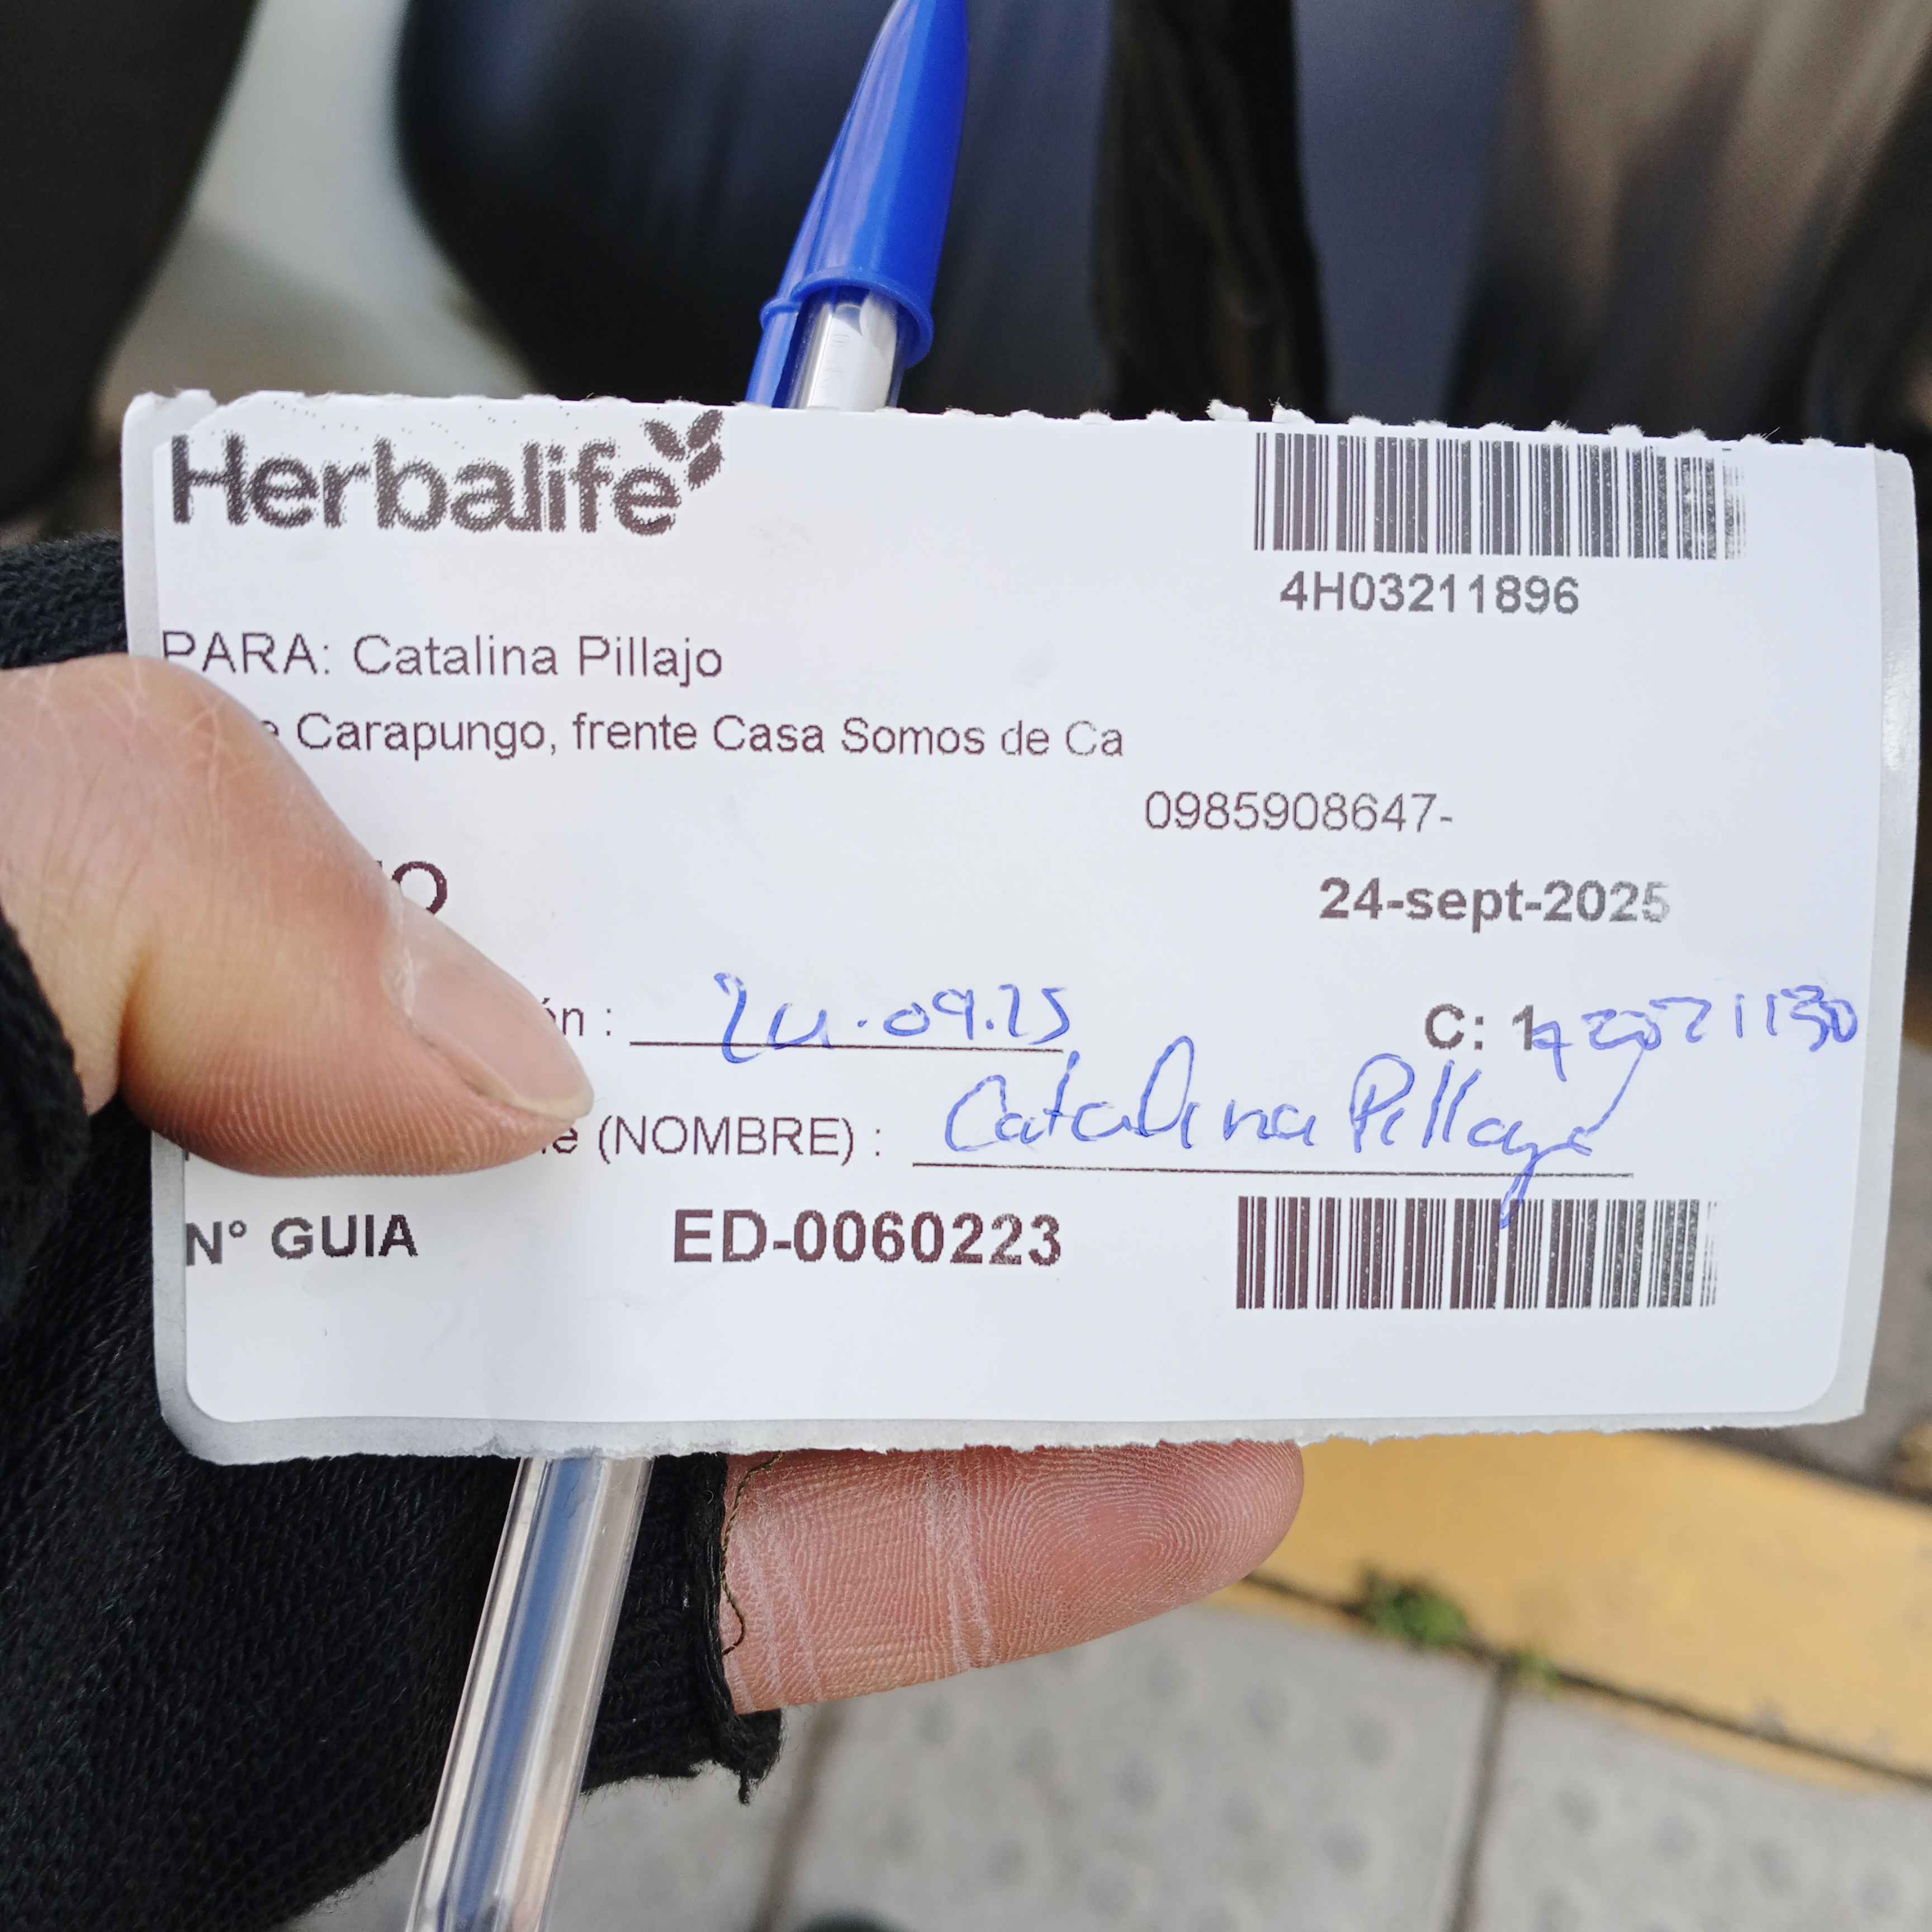 Herbalife
4H03211896
PARA: Catalina Pillajo
Carapungo, frente Casa Somos de Ca
0985908647-
24-sept-2025
: 24.09.25
C: 1
(NOMBRE) : Catalina Pillajo
N° GUIA ED-0060223